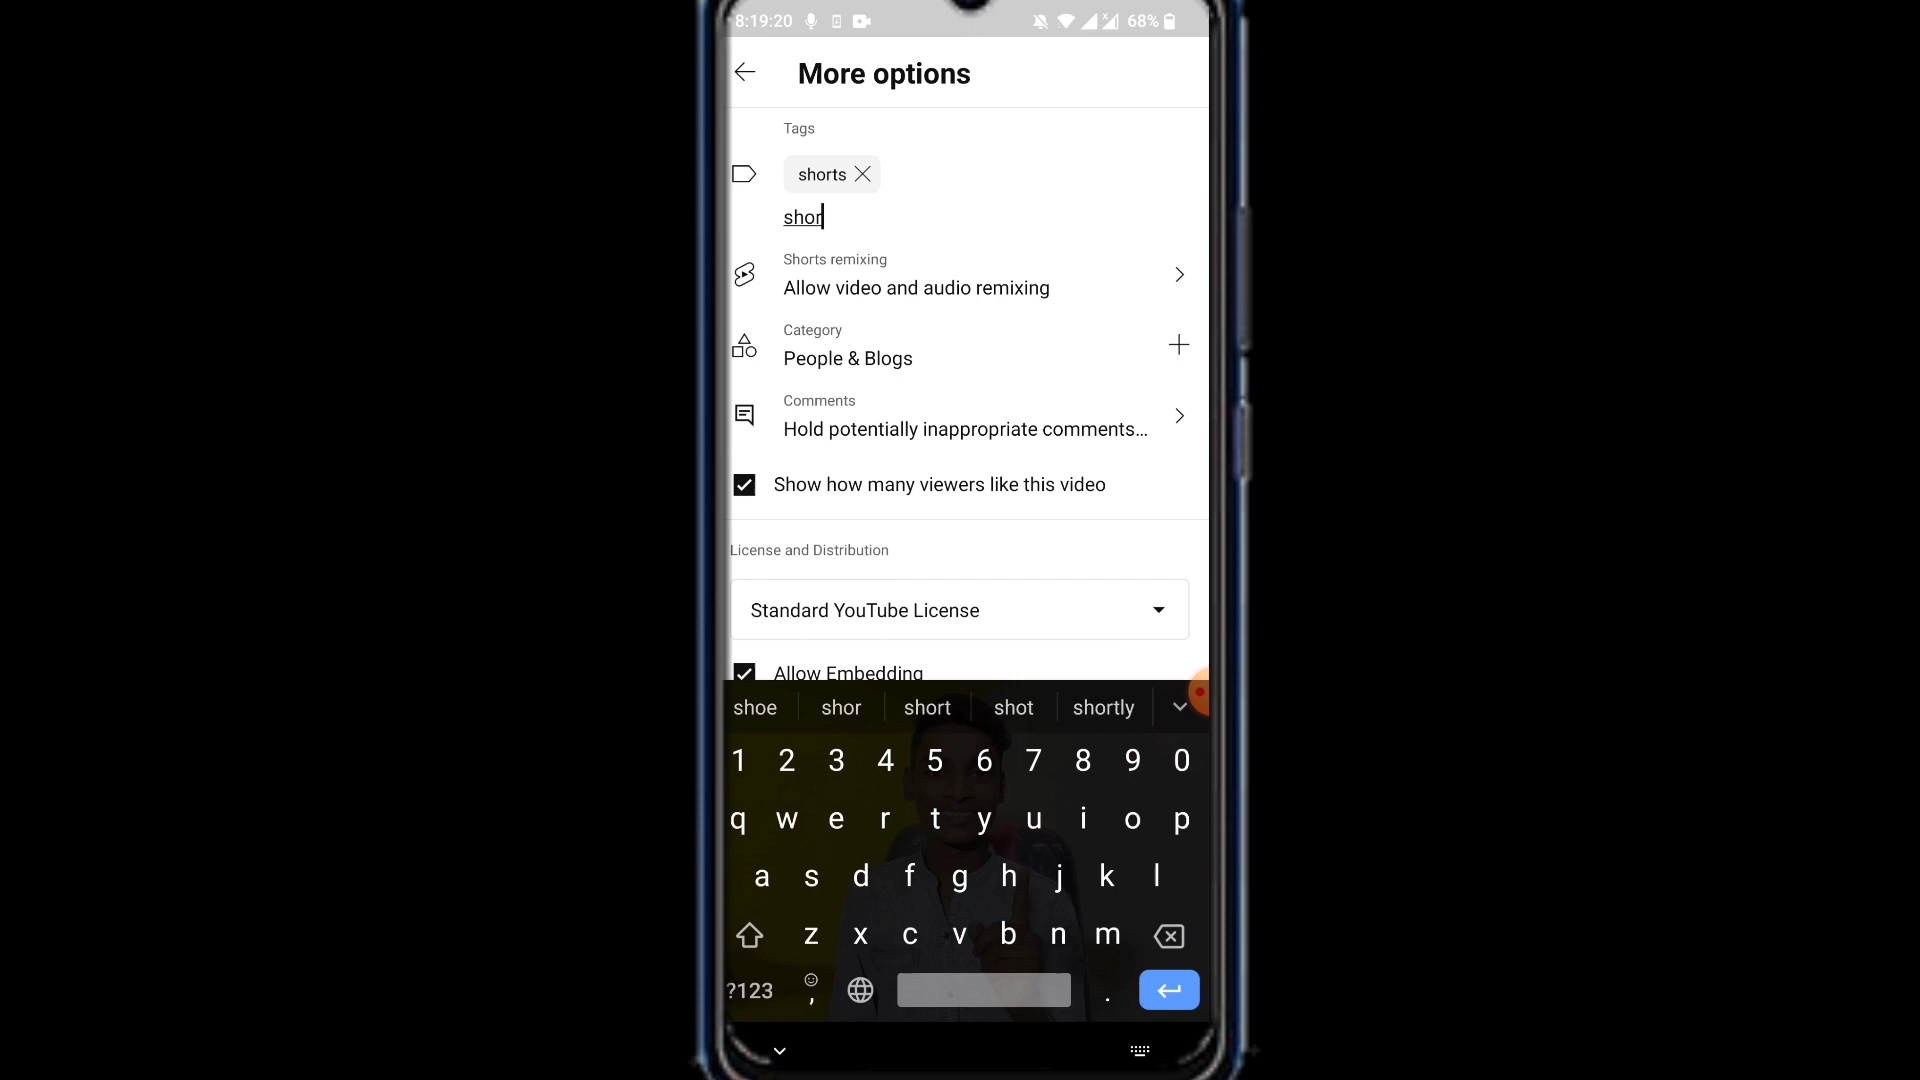 8:19:20 68%
More options
Tags
shorts
shor
Shorts remixing
Allow video and audio remixing
Category
People & Blogs
Comments
Hold potentially inappropriate comments...
Show how many viewers like this video
License and Distribution
Standard YouTube License
Allow Embedding
shoe shor short shot shortly
1 2 3 4 5 6 7 8 9 0
q w e r t y u i o p
a s d f g h j k l
z x c v b n m
?123 , .